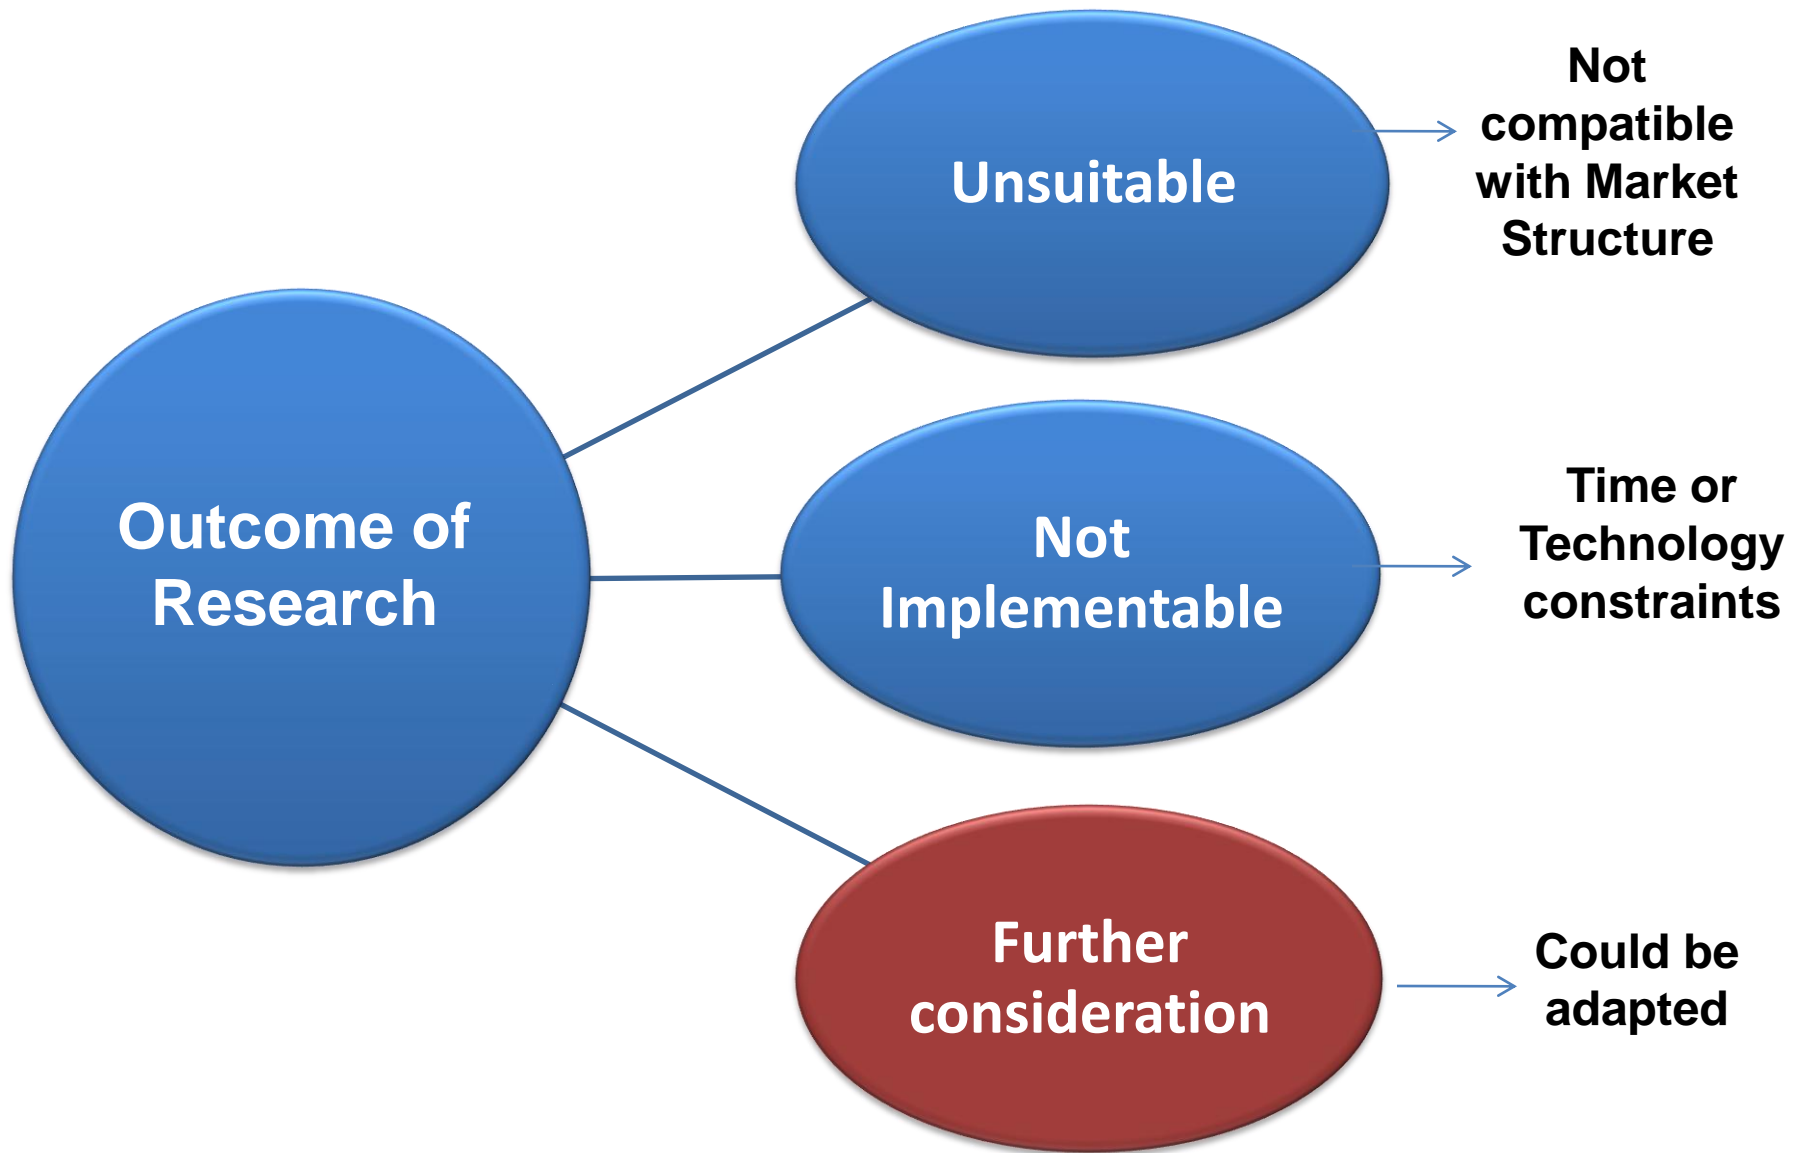 Outcome of
Research
Unsuitable
Not
compatible
with Market
Structure
Not
Implementable
Time or
Technology
constraints
Further
consideration
Could be
adapted